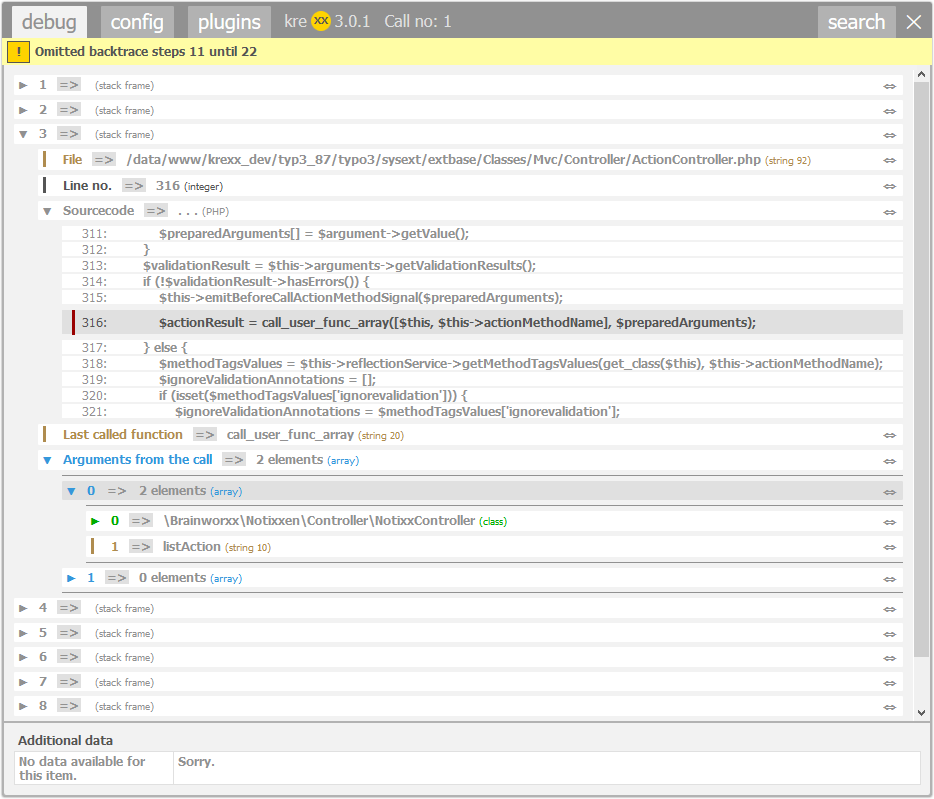 debug config plugins kre XX 3.0.1 Call no: 1 search
! Omitted backtrace steps 11 until 22
1 => (stack frame)
2 => (stack frame)
3 => (stack frame)
File => /data/www/krexx_dev/typ3_87/typo3/sysext/extbase/Classes/Mvc/Controller/ActionController.php (string 92)
Line no. => 316 (integer)
Sourcecode => . . . (PHP)
311: $preparedArguments[] = $argument->getValue();
312: }
313: $validationResult = $this->arguments->getValidationResults();
314: if (!$validationResult->hasErrors()) {
315: $this->emitBeforeCallActionMethodSignal($preparedArguments);
316: $actionResult = call_user_func_array([$this, $this->actionMethodName], $preparedArguments);
317: } else {
318: $methodTagsValues = $this->reflectionService->getMethodTagsValues(get_class($this), $this->actionMethodName);
319: $ignoreValidationAnnotations = [];
320: if (isset($methodTagsValues['ignorevalidation'])) {
321: $ignoreValidationAnnotations = $methodTagsValues['ignorevalidation'];
Last called function => call_user_func_array (string 20)
Arguments from the call => 2 elements (array)
0 => 2 elements (array)
0 => \Brainworxx\Notixxen\Controller\NotixxController (class)
1 => listAction (string 10)
1 => 0 elements (array)
4 => (stack frame)
5 => (stack frame)
6 => (stack frame)
7 => (stack frame)
8 => (stack frame)
Additional data
No data available for Sorry.
this item.